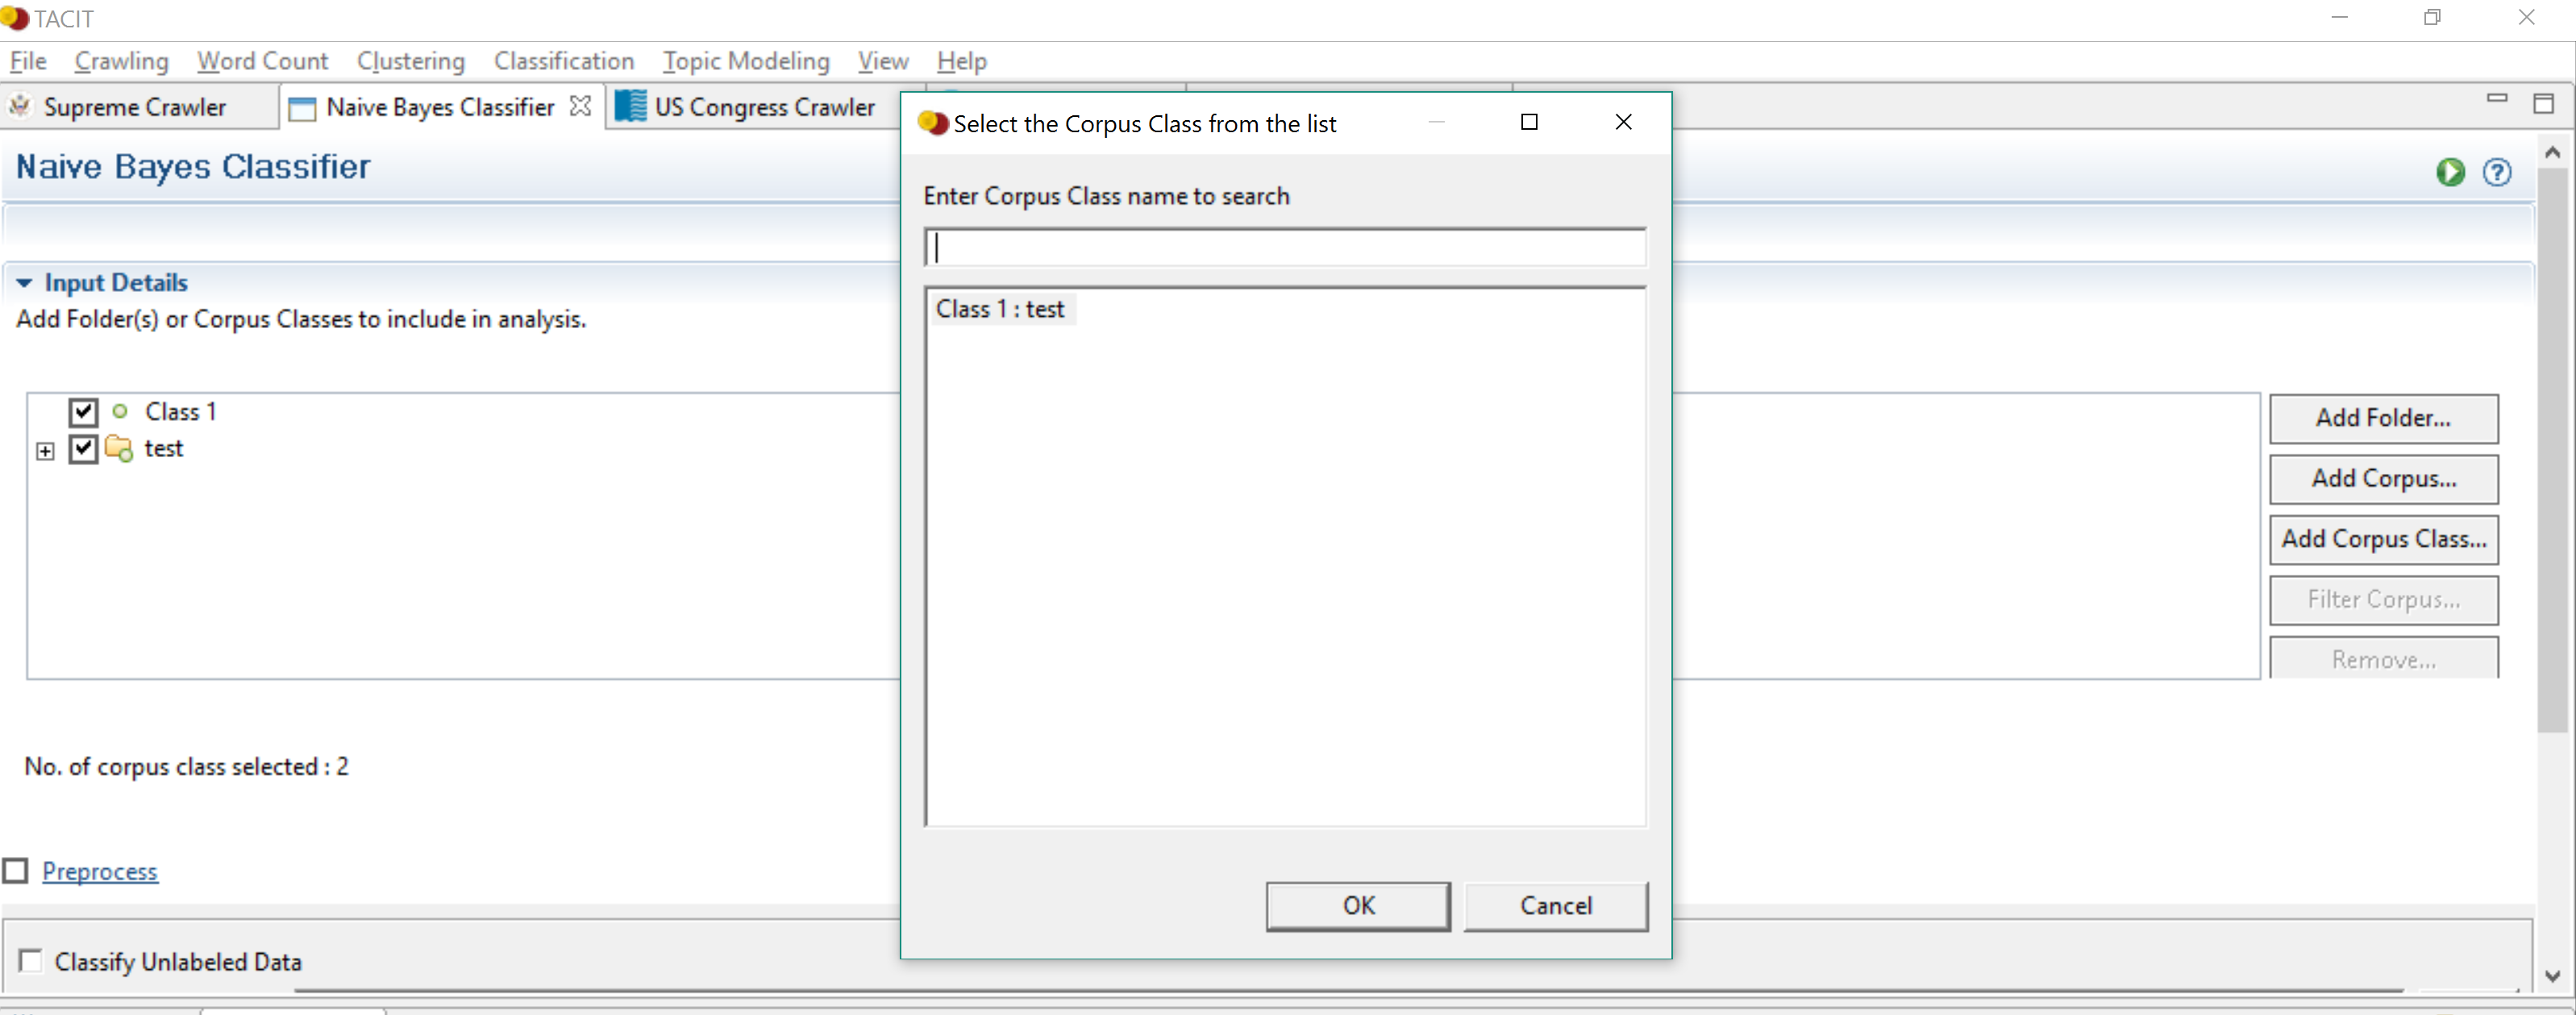 TACIT
File Crawling Word Count Clustering Classification Topic Modeling View Help
Supreme Crawler Naive Bayes Classifier US Congress Crawler
Select the Corpus Class from the list
Naive Bayes Classifier
Enter Corpus Class name to search
Input Details
Add Folder(s) or Corpus Classes to include in analysis.
Class 1 : test
Class 1
test
Add Folder...
Add Corpus...
Add Corpus Class...
Filter Corpus...
Remove...
No. of corpus class selected : 2
Preprocess
OK Cancel
Classify Unlabeled Data